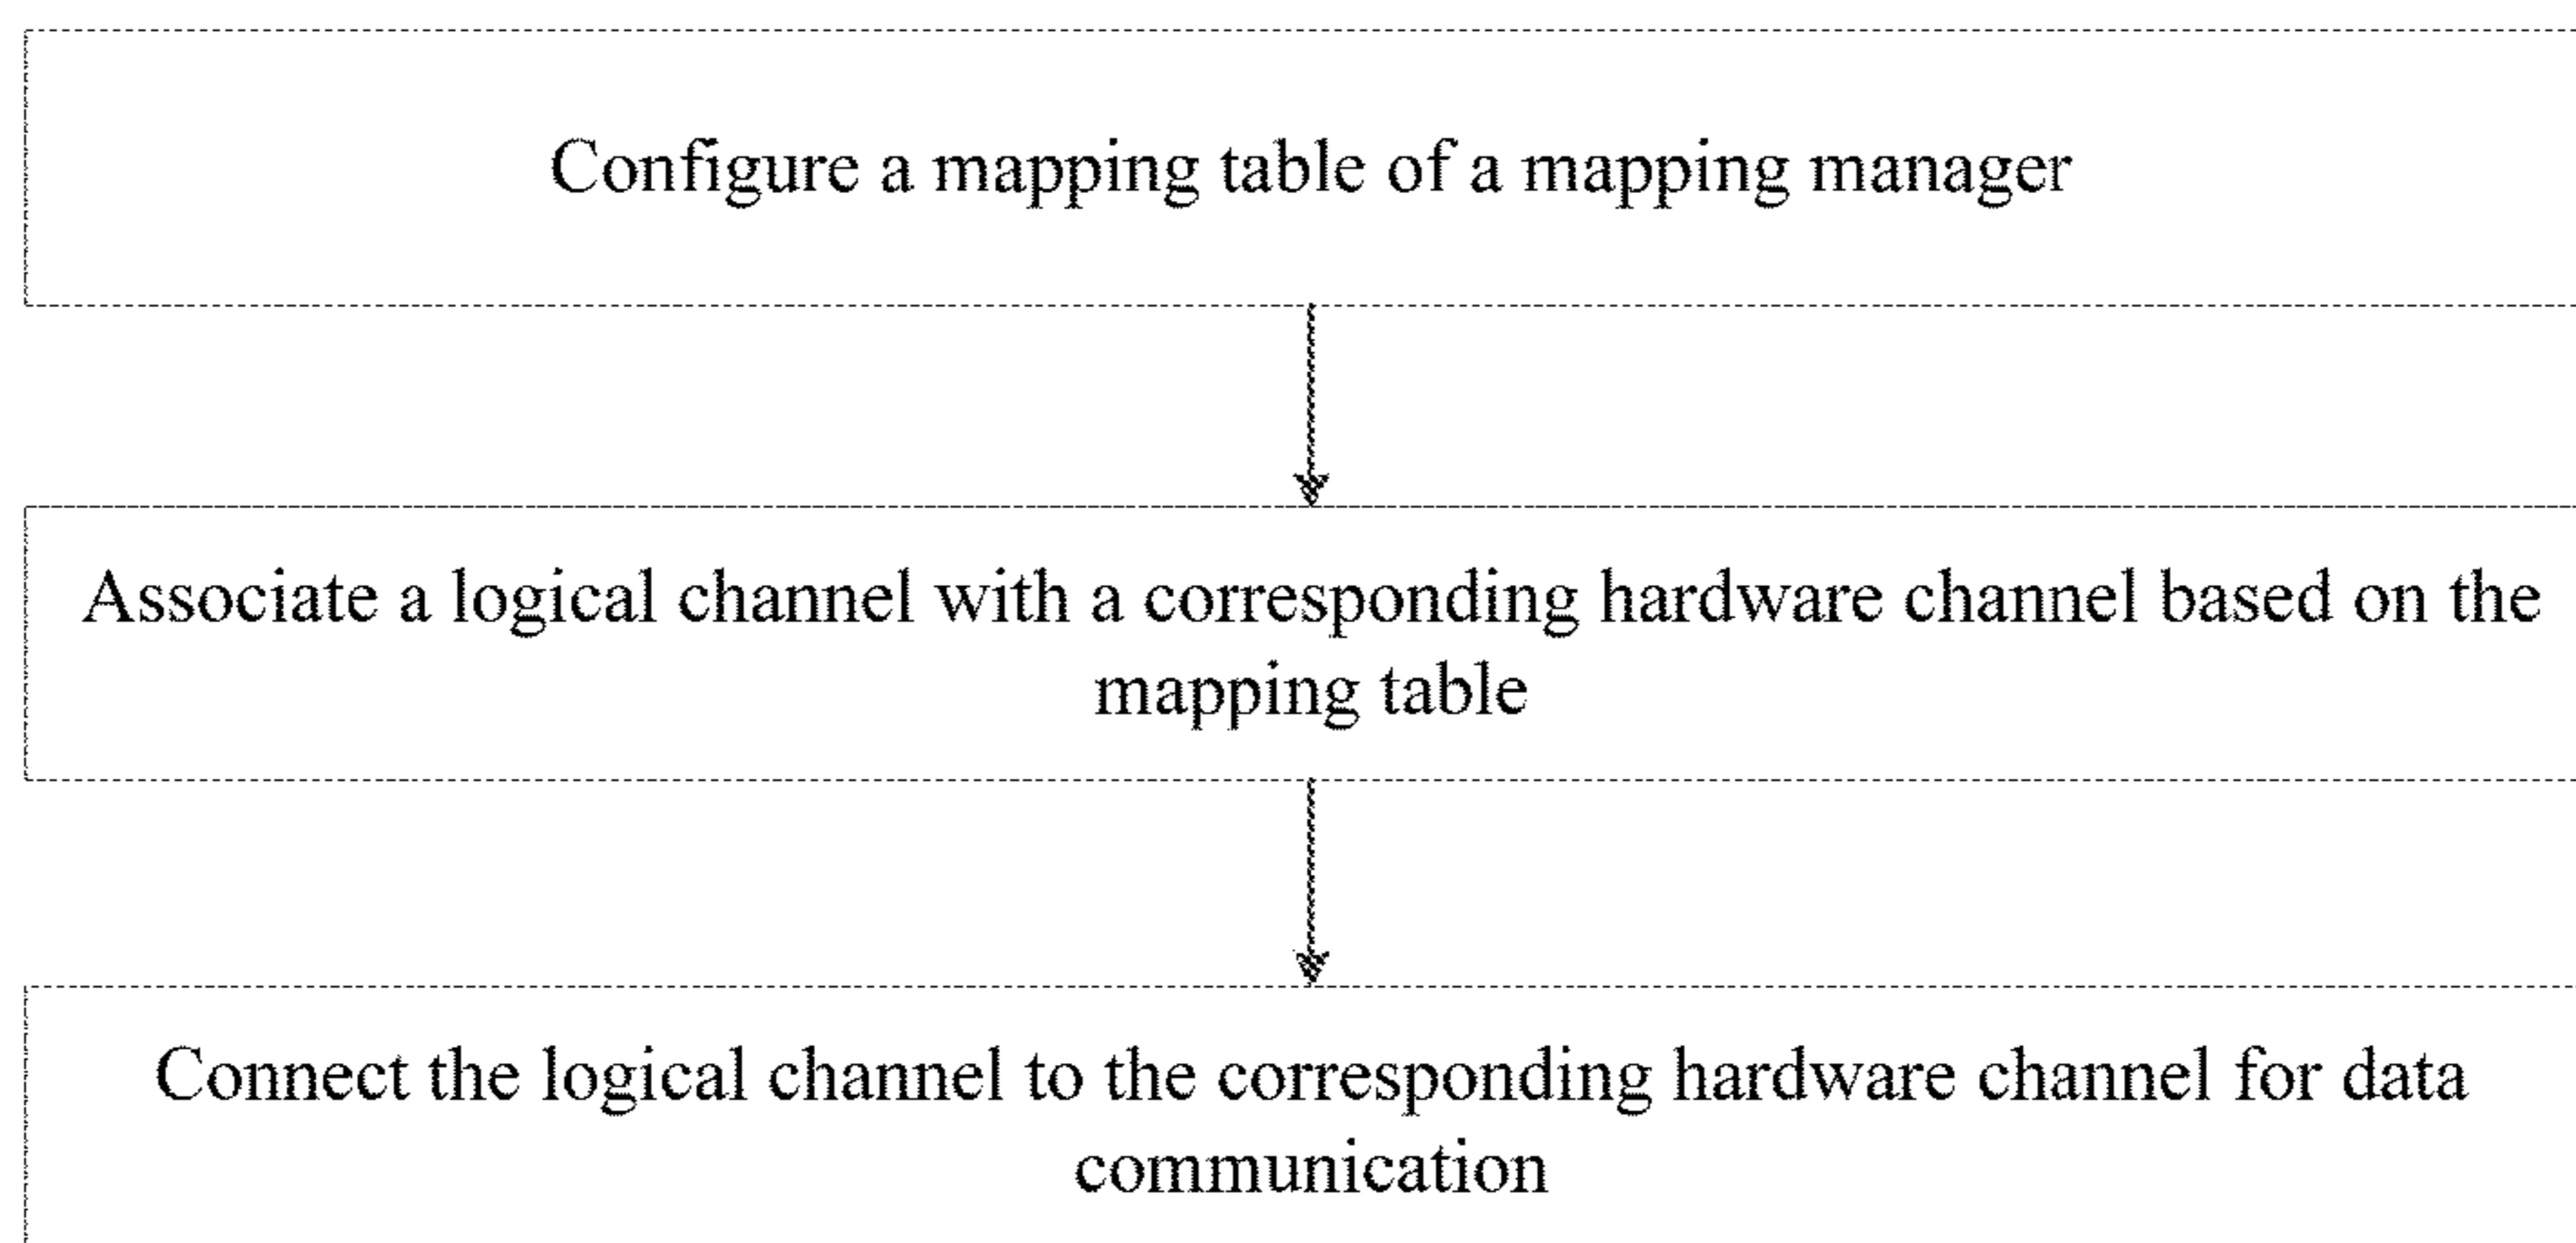 Configure a mapping table of a mapping manager
Associate a logical channel with a corresponding hardware channel based on the
mapping table
Connect the logical channel to the corresponding hardware channel for data
communication